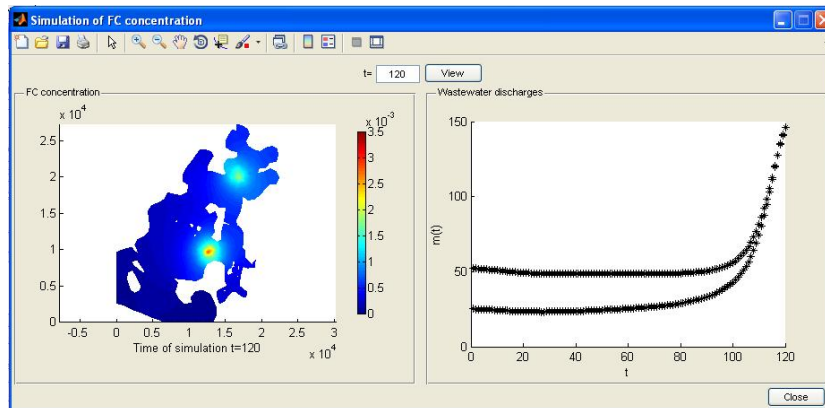 Simulation of FC concentration
t= 120 View
FC concentration
x 10^4
2.5
2
1.5
1
0.5
0
-0.5 0 0.5 1 1.5 2 2.5 3
x 10^4
Time of simulation t=120
x 10^-3
3.5
3
2.5
2
1.5
1
0.5
0
Wastewater discharges
150
100
50
0
m(t)
0 20 40 60 80 100 120
t
Close